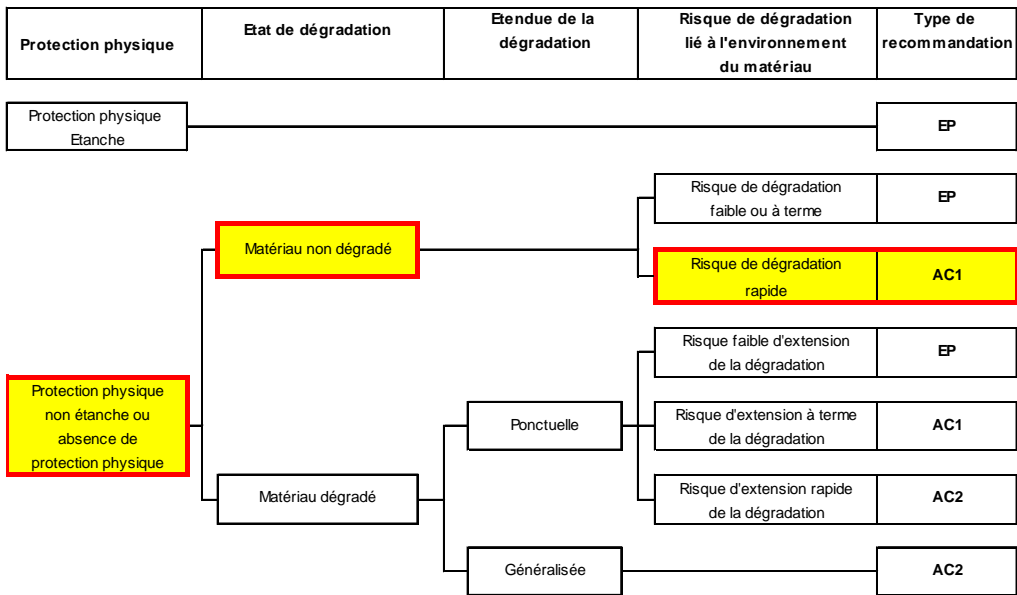 Protection physique
Etat de dégradation
Etendue de la
dégradation
Risque de dégradation
lié à l'environnement
du matériau
Type de
recommandation
Protection physique
Etanche
EP
Risque de dégradation
faible ou à terme
EP
Matériau non dégradé
Risque de dégradation
rapide
AC1
Risque faible d'extension
de la dégradation
EP
Protection physique
non étanche ou
absence de
protection physique
Ponctuelle
Risque d'extension à terme
de la dégradation
AC1
Matériau dégradé
Risque d'extension rapide
de la dégradation
AC2
Généralisée
AC2